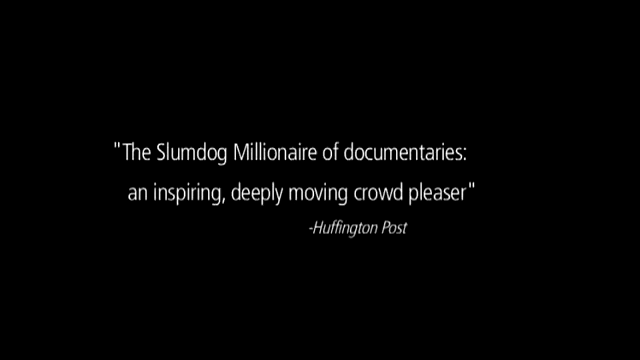 "The Slumdog Millionaire of documentaries:
an inspiring, deeply moving crowd pleaser"
-Huffington Post